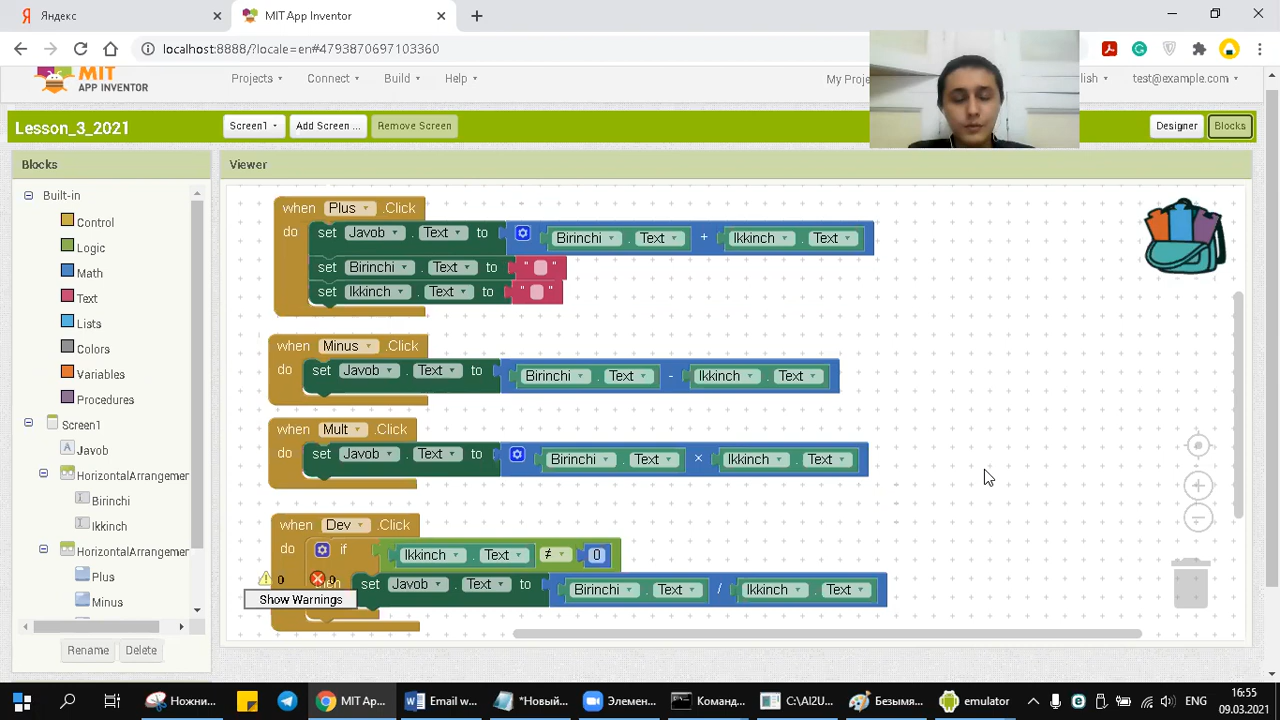 Яндекс
MIT App Inventor
localhost:8888/?locale=en#4793870697103360
MIT
APP INVENTOR
Projects
Connect
Build
Help
My Proj
lish
test@example.com
Lesson_3_2021
Screen1
Add Screen ...
Remove Screen
Designer
Blocks
Blocks
Viewer
Built-in
Control
Logic
Math
Text
Lists
Colors
Variables
Procedures
Screen1
Javob
HorizontalArrangemer
Birinchi
Ikkinch
HorizontalArrangemer
Plus
Minus
Rename
Delete
when Plus .Click
do set Javob . Text to Birinchi . Text + Ikkinch . Text
set Birinchi . Text to " "
set Ikkinch . Text to " "
when Minus .Click
do set Javob . Text to Birinchi . Text - Ikkinch . Text
when Mult .Click
do set Javob . Text to Birinchi . Text × Ikkinch . Text
when Dev .Click
do if Ikkinch . Text ≠ 0
set Javob . Text to Birinchi . Text / Ikkinch . Text
0
Show Warnings
Ножни...
MIT Ap...
Email w...
*Новый...
Элемен...
Коман...
C:\AI2U...
Безымя...
emulator
ENG
16:55
09.03.2021